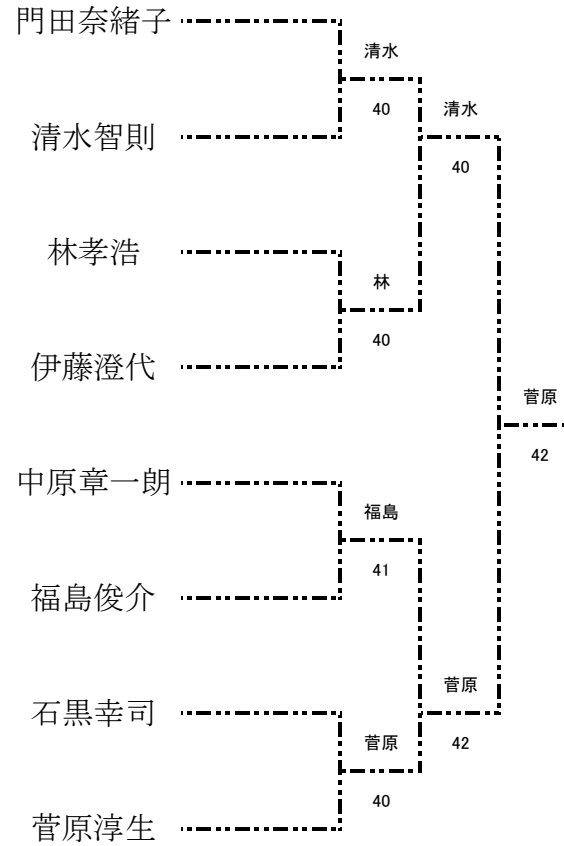 門田奈緒子
清水
40
清水
清水智則
40
林孝浩
林
40
伊藤澄代
菅原
42
中原章一朗
福島
41
福島俊介
菅原
石黒幸司
菅原
42
40
菅原淳生